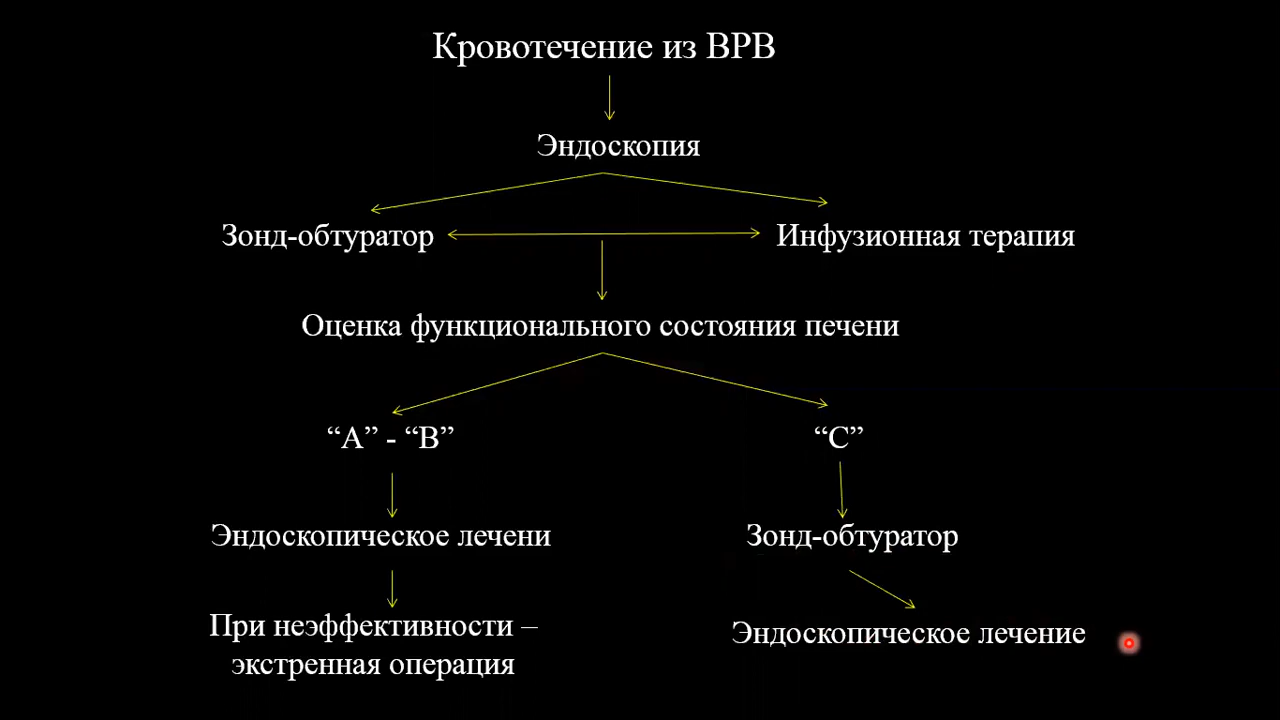 Кровотечение из ВРВ
Эндоскопия
Зонд-обтуратор
Инфузионная терапия
Оценка функционального состояния печени
“А” - “В”
“С”
Эндоскопическое лечени
Зонд-обтуратор
При неэффективности –
экстренная операция
Эндоскопическое лечение